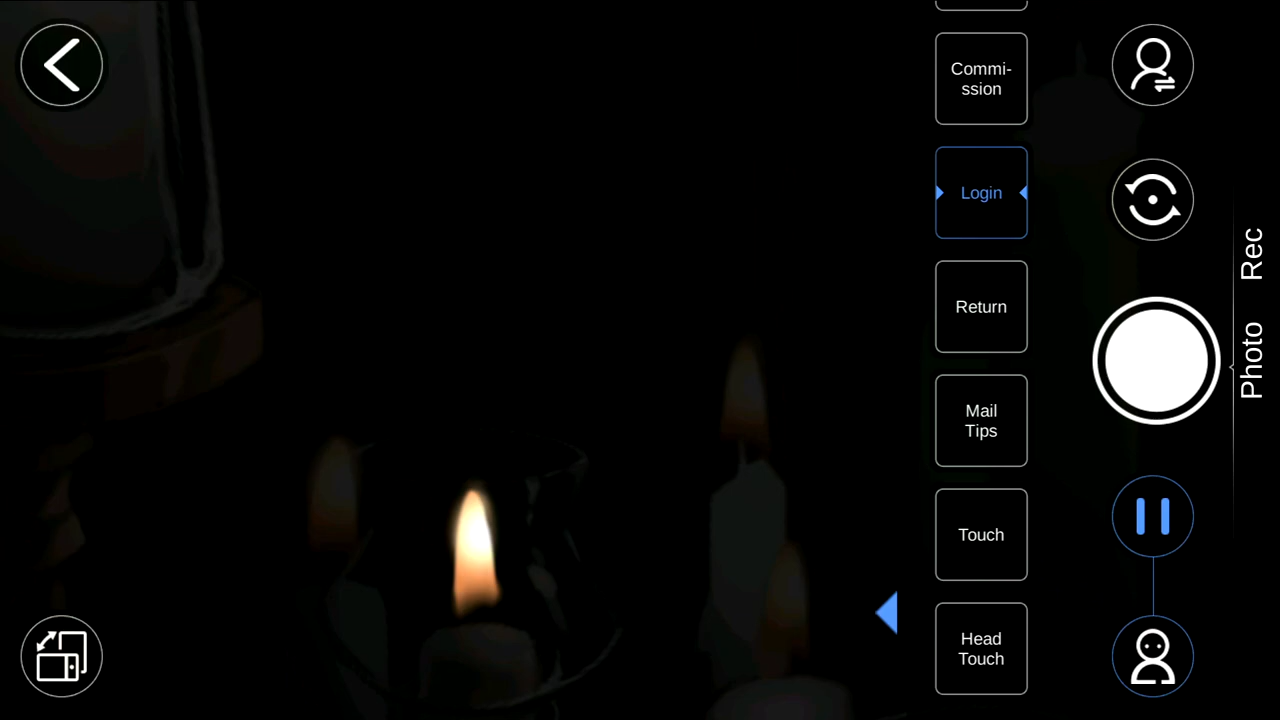 Commi-
ssion
Login
Return
Mail
Tips
Touch
Head
Touch
Rec
Photo